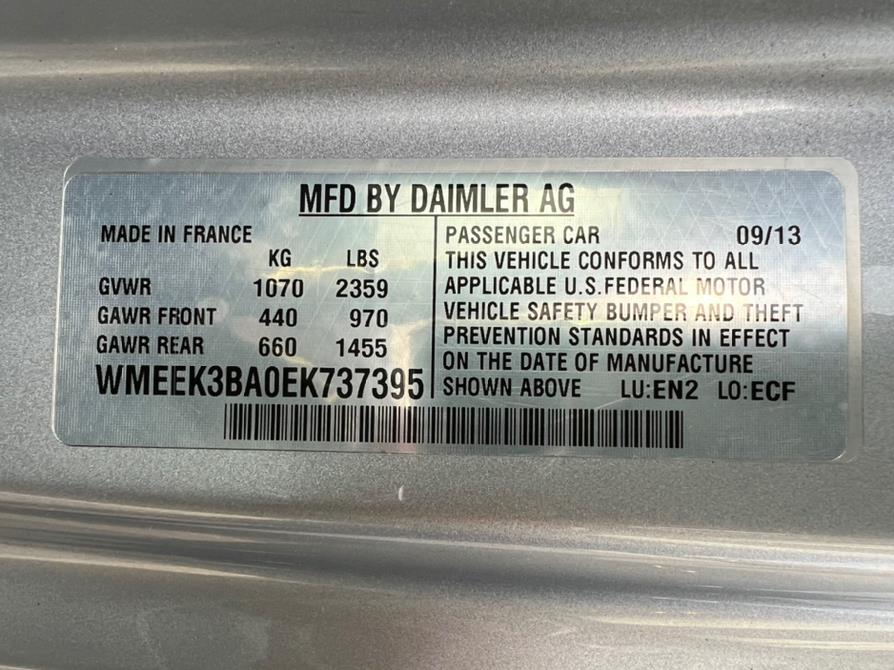 MFD BY DAIMLER AG
MADE IN FRANCE
KG LBS
GVWR 1070 2359
GAWR FRONT 440 970
GAWR REAR 660 1455
WMEEK3BA0EK737395
PASSENGER CAR 09/13
THIS VEHICLE CONFORMS TO ALL
APPLICABLE U.S.FEDERAL MOTOR
VEHICLE SAFETY BUMPER AND THEFT
PREVENTION STANDARDS IN EFFECT
ON THE DATE OF MANUFACTURE
SHOWN ABOVE LU:EN2 LO:ECF